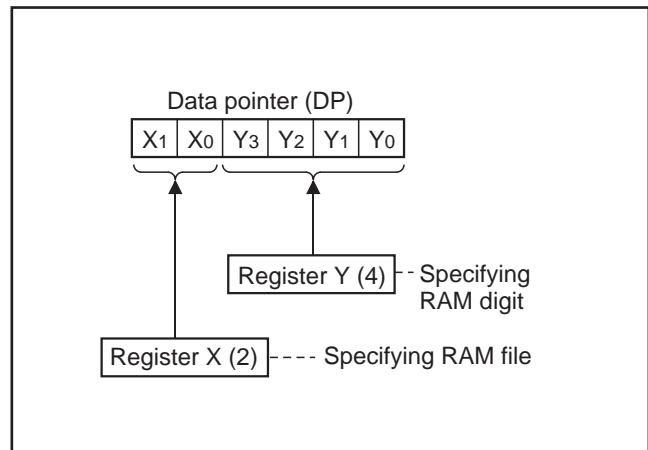 Data pointer (DP)
X1 X0 Y3 Y2 Y1 Y0
Register Y (4)
Specifying
RAM digit
Register X (2)
Specifying RAM file